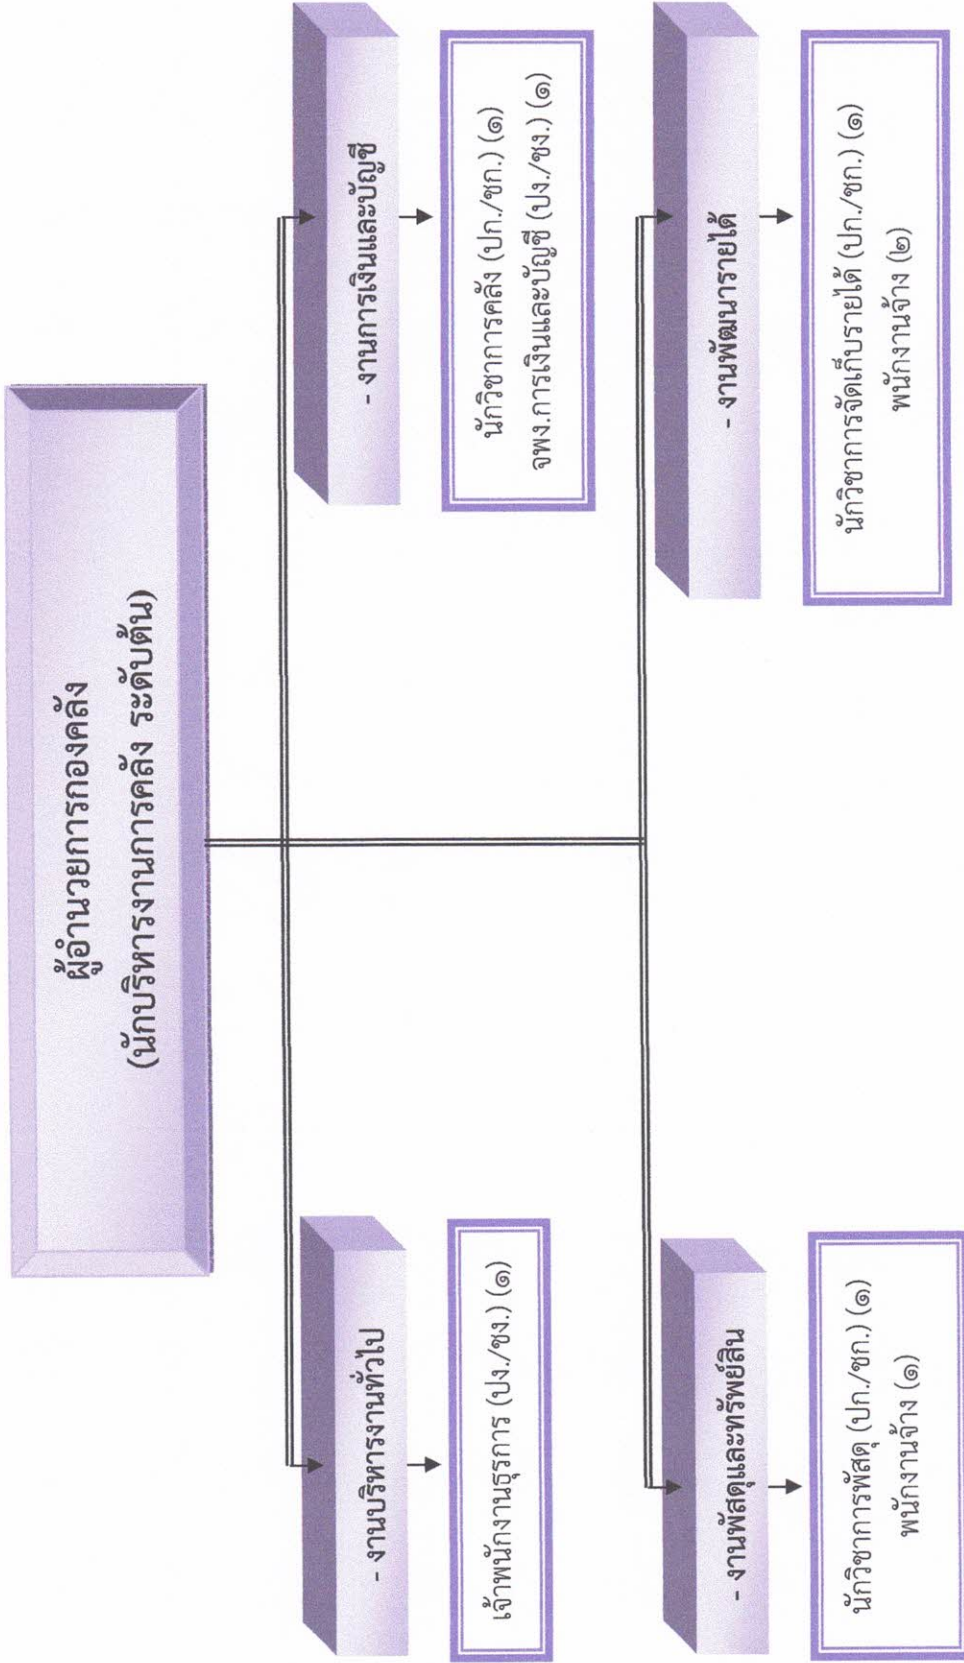 ผู้อำนวยการกองคลัง
(นักบริหารงานการคลัง ระดับต้น)
- งานบริหารงานทั่วไป
เจ้าพนักงานธุรการ (ปง./ชง.) (๑)
- งานการเงินและบัญชี
นักวิชาการคลัง (ปก./ชก.) (๑)
จพง.การเงินและบัญชี (ปง./ชง.) (๑)
- งานพัสดุและทรัพย์สิน
นักวิชาการพัสดุ (ปก./ชก.) (๑)
พนักงานจ้าง (๑)
- งานพัฒนารายได้
นักวิชาการจัดเก็บรายได้ (ปก./ชก.) (๑)
พนักงานจ้าง (๒)